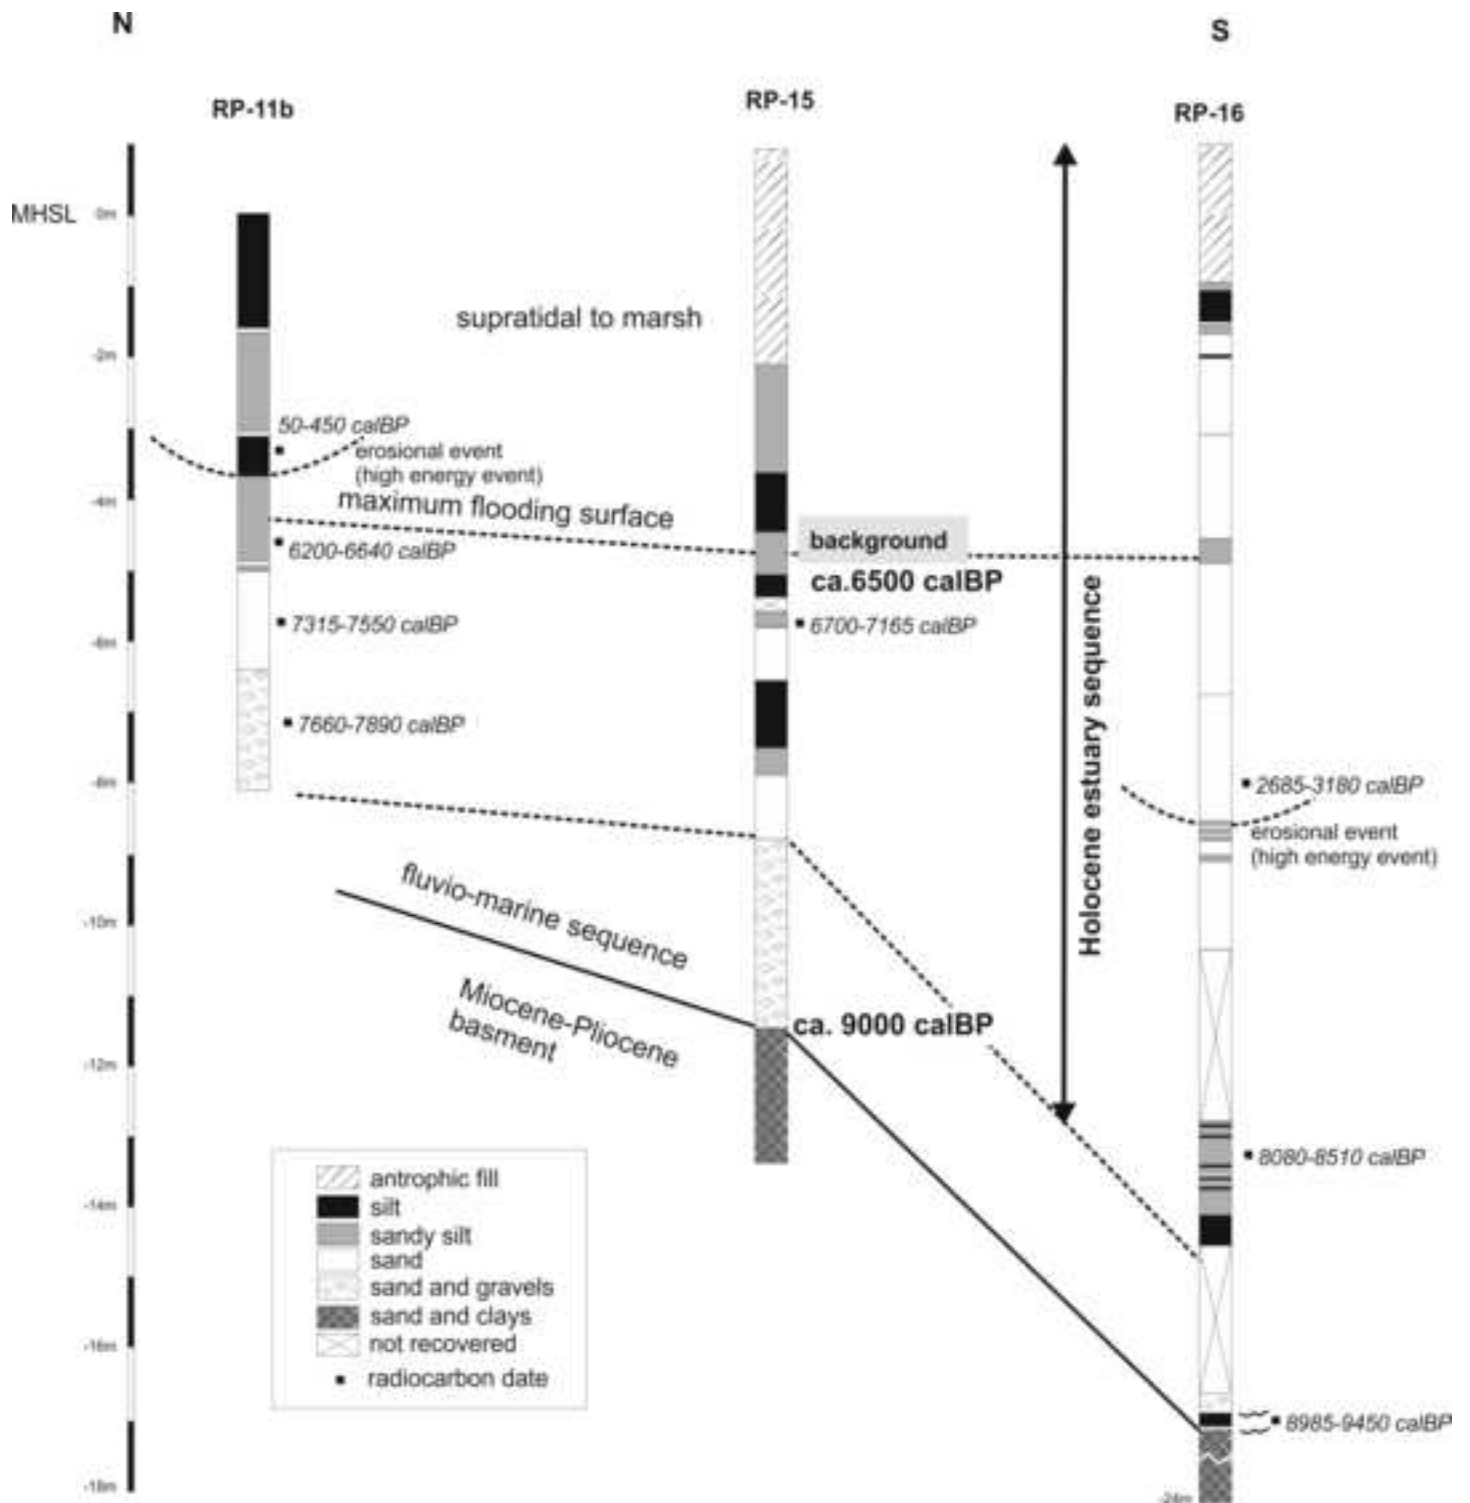 N
S
RP-11b
RP-15
RP-16
MHSL
0m
supratidal to marsh
-2m
50-450 calBP
erosional event
(high energy event)
-4m
maximum flooding surface
background
6200-6640 calBP
ca.6500 calBP
7315-7550 calBP
6700-7165 calBP
-6m
7660-7890 calBP
Holocene estuary sequence
-8m
2685-3180 calBP
erosional event
(high energy event)
fluvio-marine sequence
-10m
Miocene-Pliocene
basment
ca. 9000 calBP
-12m
8080-8510 calBP
-14m
antrophic fill
silt
sandy silt
sand
sand and gravels
sand and clays
not recovered
radiocarbon date
-16m
8985-9450 calBP
-18m
-24m